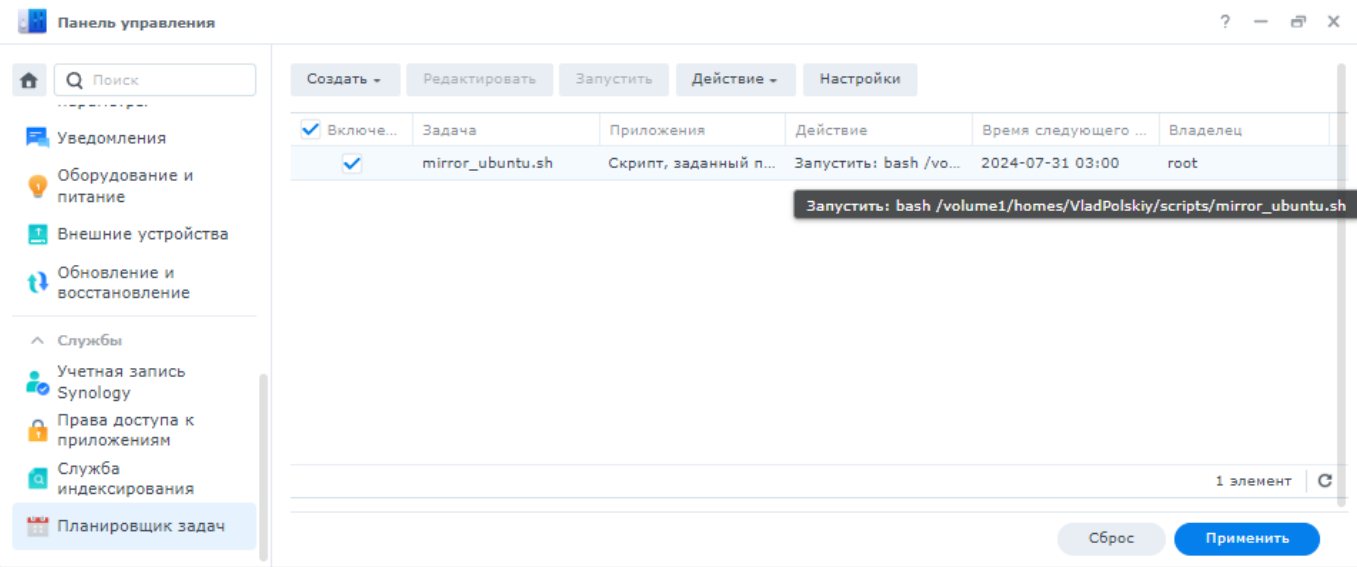 Панель управления
?
Поиск
Создать
Редактировать
Запустить
Действие
Настройки
параметры
Уведомления
Оборудование и
питание
Внешние устройства
Обновление и
восстановление
Службы
Учетная запись
Synology
Права доступа к
приложениям
Служба
индексирования
Планировщик задач
Включе... Задача Приложения Действие Время следующего ... Владелец
mirror_ubuntu.sh Скрипт, заданный п... Запустить: bash /vo... 2024-07-31 03:00 root
Запустить: bash /volume1/homes/VladPolskiy/scripts/mirror_ubuntu.sh
1 элемент
Сброс
Применить